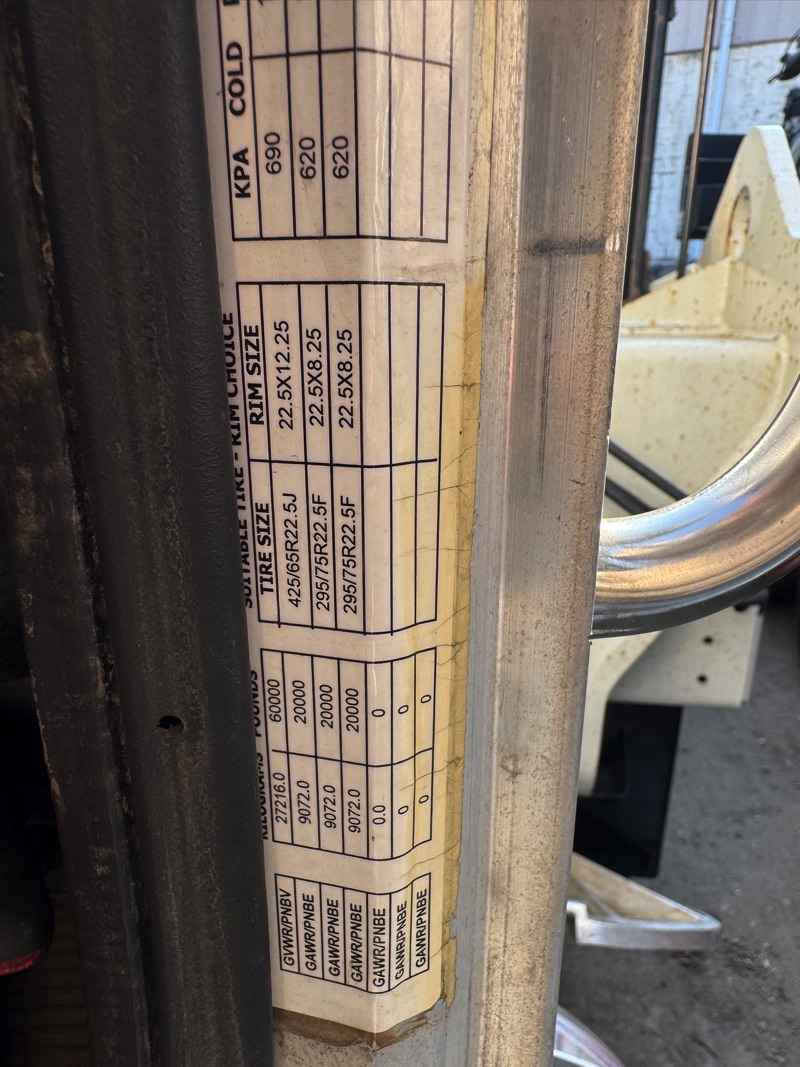 KILOGRAMS POUNDS SUITABLE TIRE - RIM CHOICE
GVWR/PNBV 27216.0 60000 TIRE SIZE RIM SIZE KPA COLD
GAWR/PNBE 9072.0 20000 425/65R22.5J 22.5X12.25 690
GAWR/PNBE 9072.0 20000 295/75R22.5F 22.5X8.25 620
GAWR/PNBE 9072.0 20000 295/75R22.5F 22.5X8.25 620
GAWR/PNBE 0.0 0
GAWR/PNBE 0 0
GAWR/PNBE 0 0